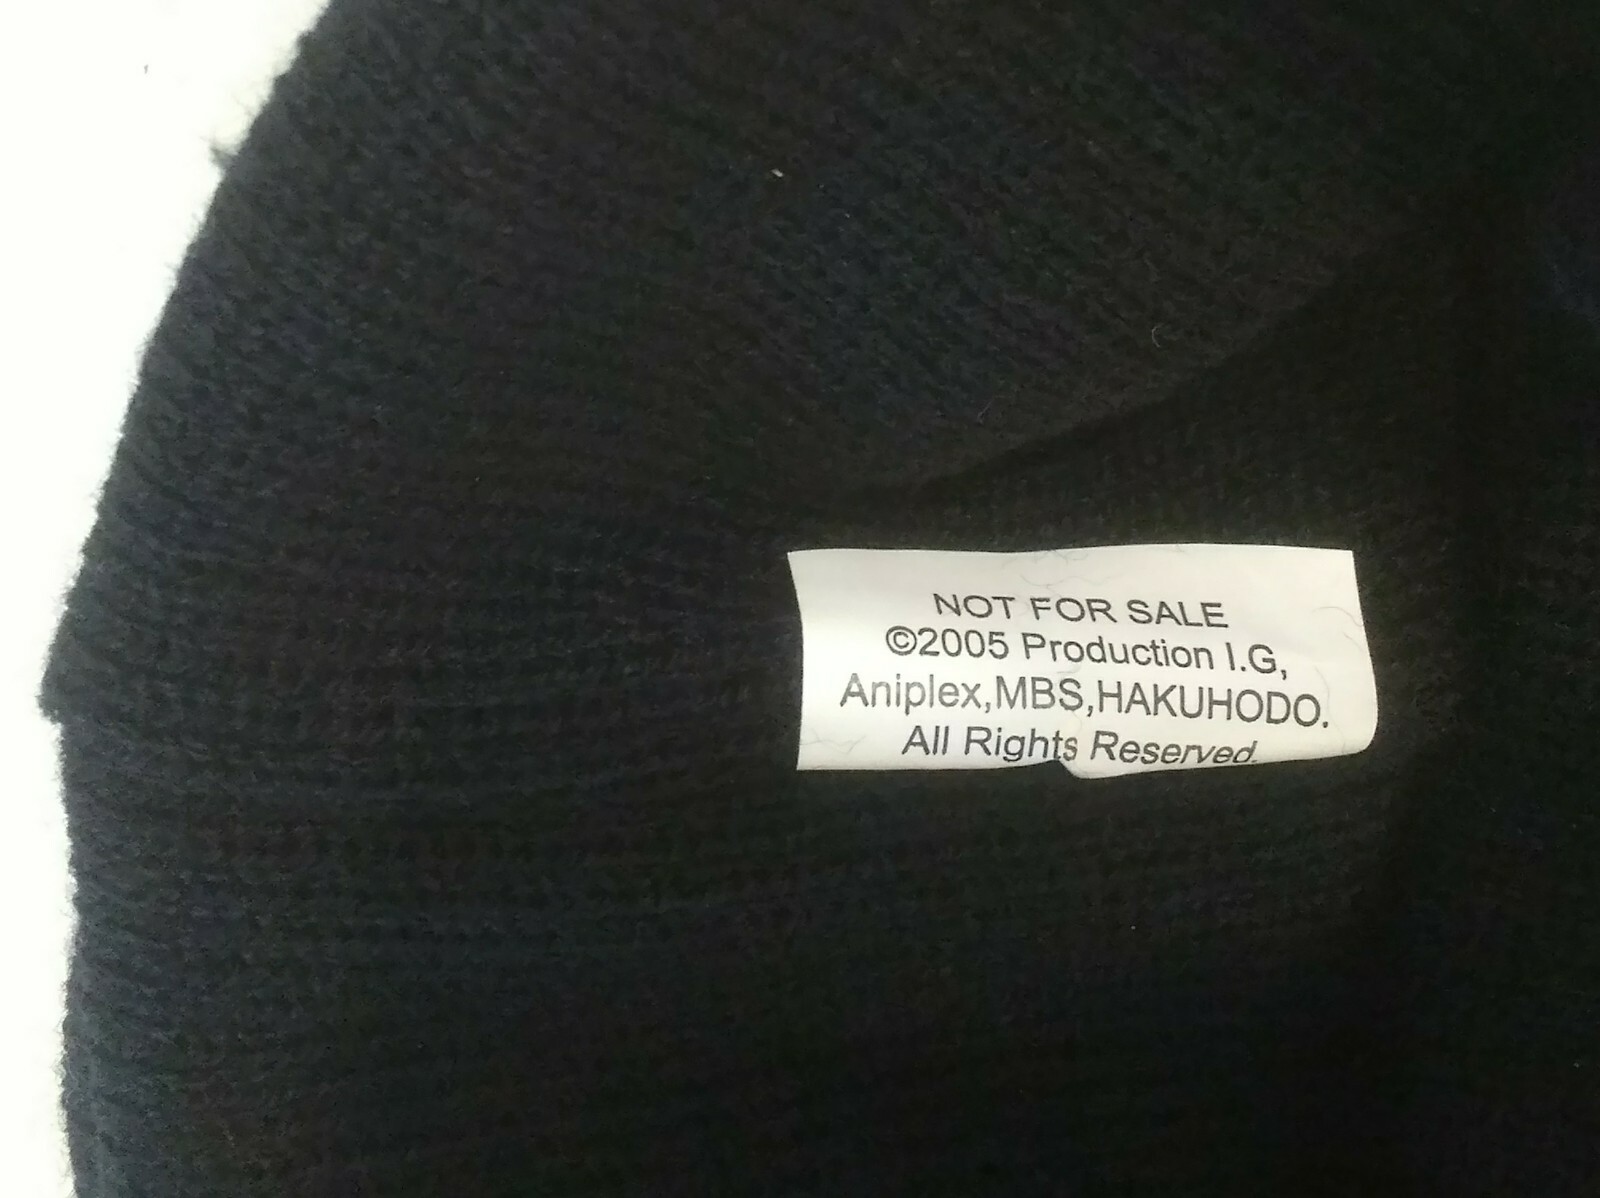 NOT FOR SALE
©2005 Production I.G,
Aniplex,MBS,HAKUHODO.
All Rights Reserved.